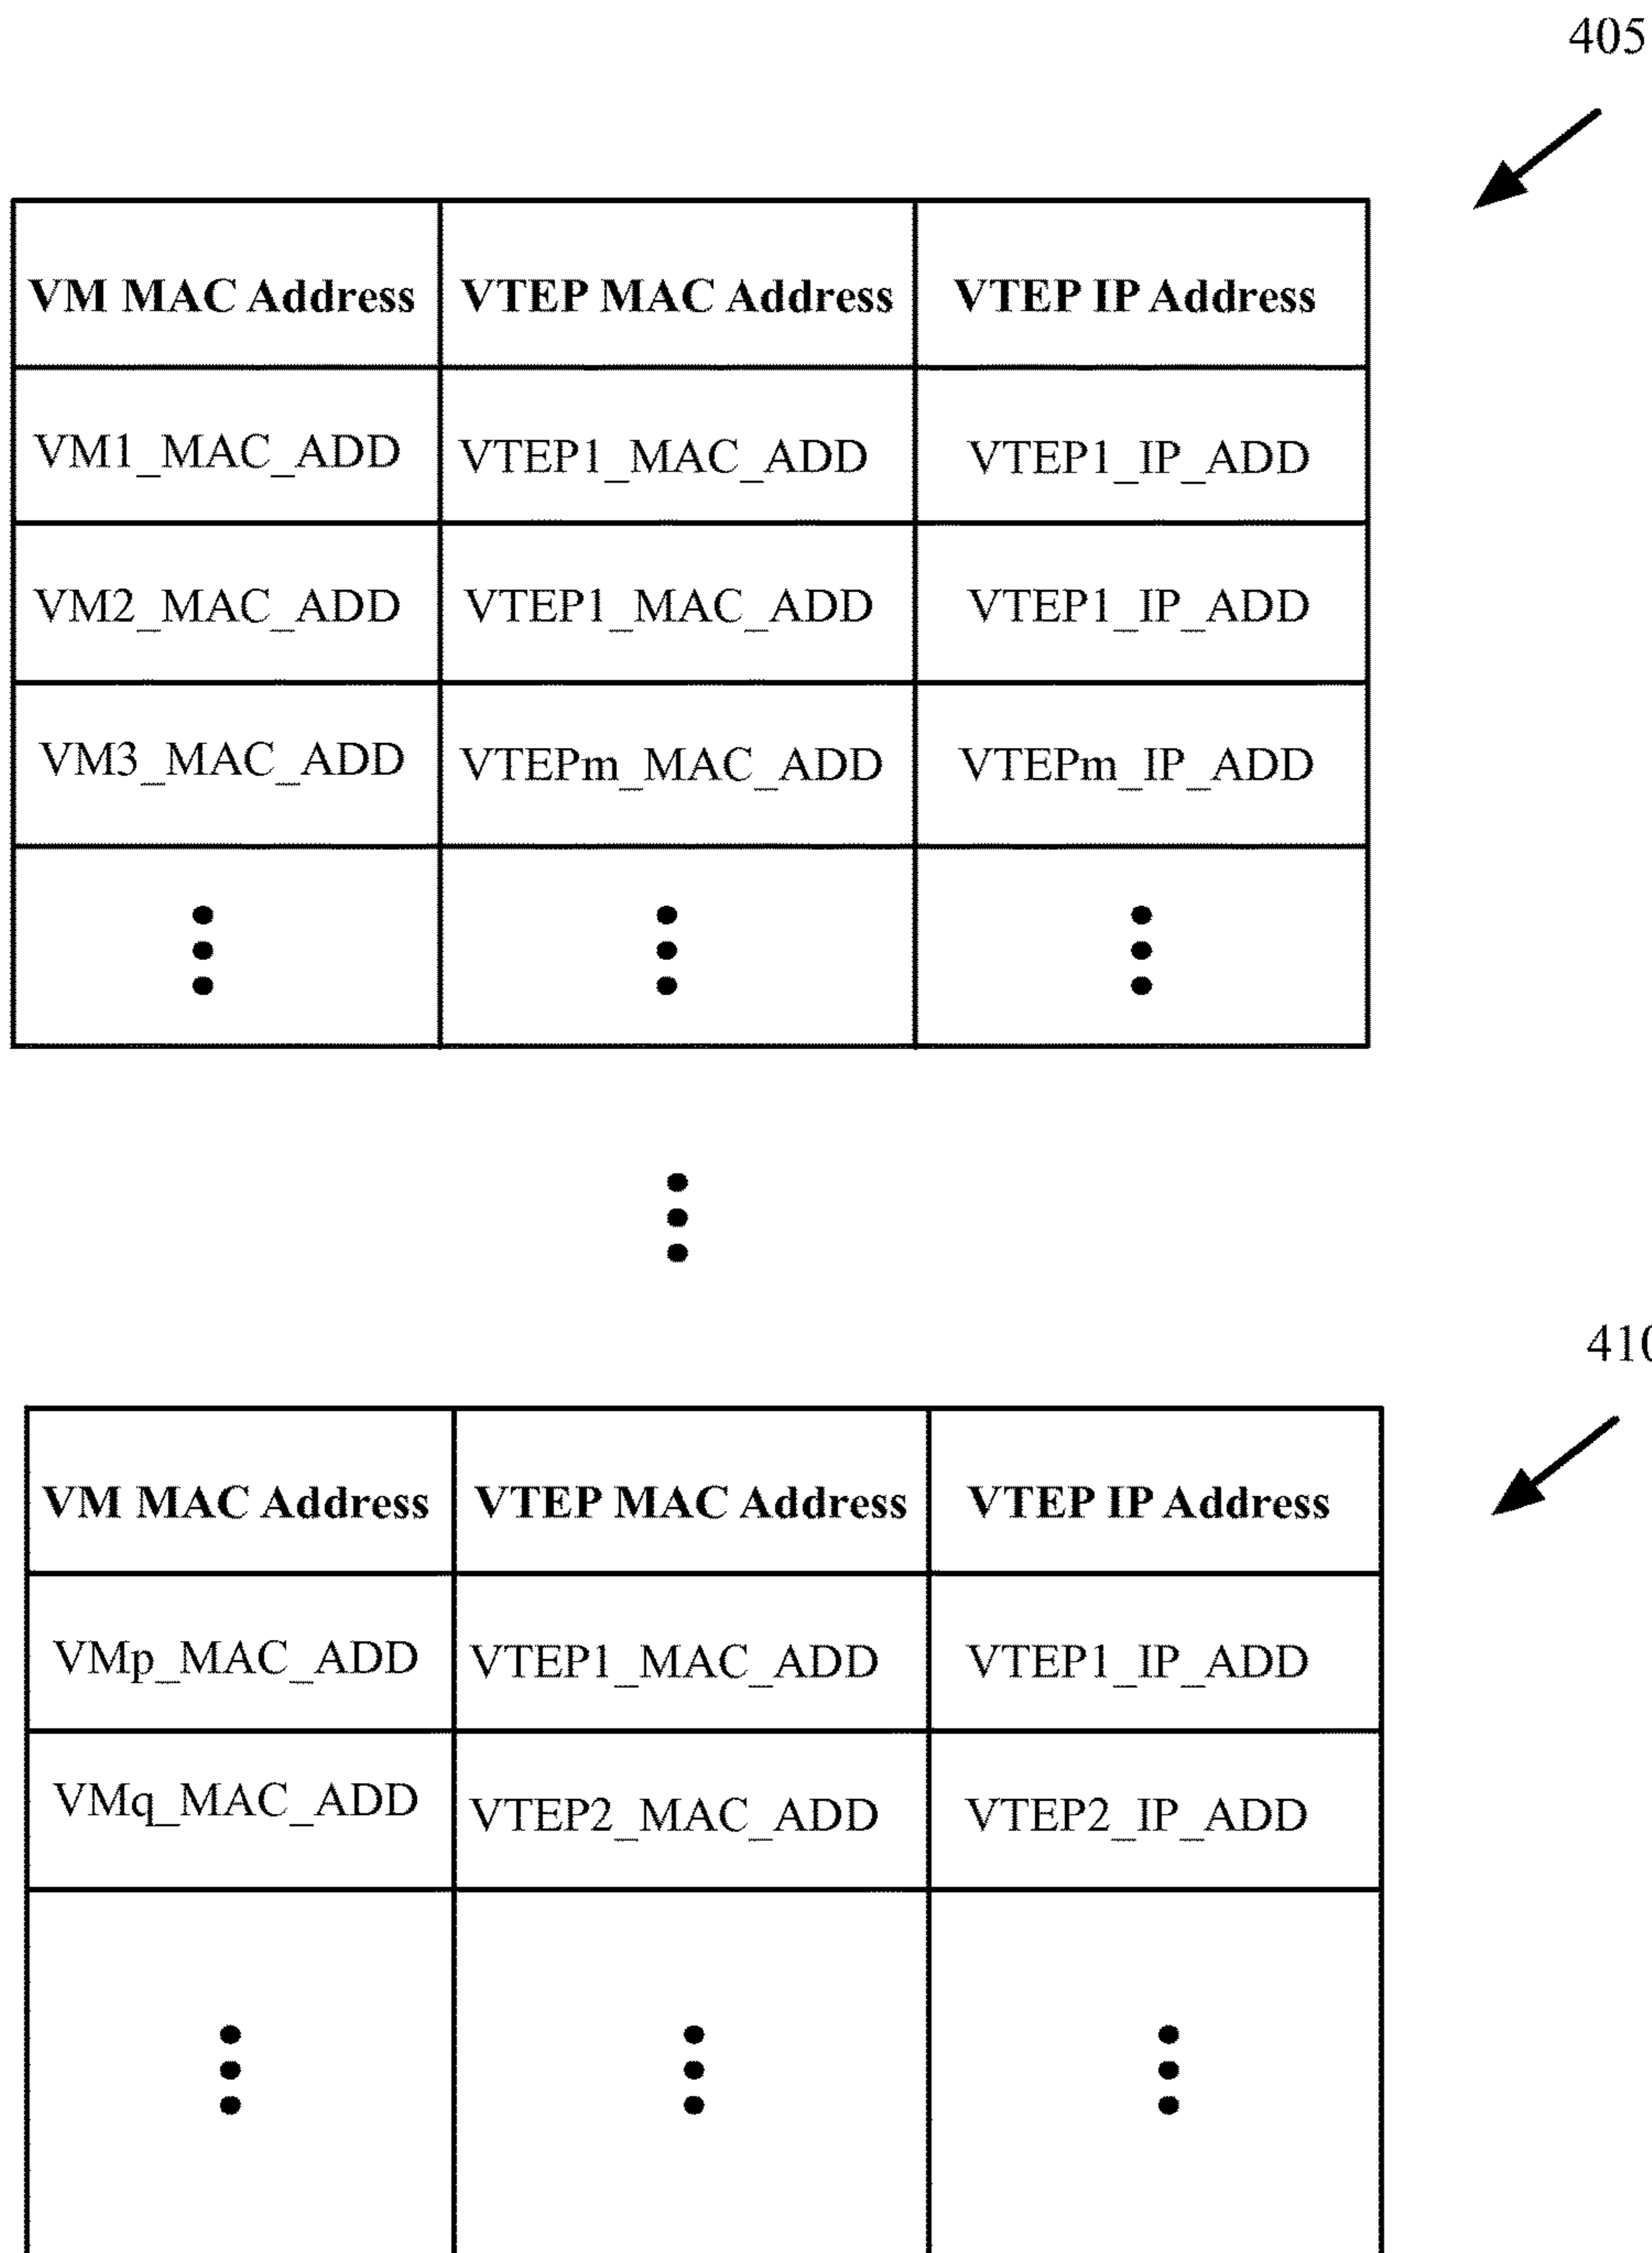 405
VM MAC Address VTEP MAC Address VTEP IP Address
VM1_MAC_ADD VTEP1_MAC_ADD VTEP1_IP_ADD
VM2_MAC_ADD VTEP1_MAC_ADD VTEP1_IP_ADD
VM3_MAC_ADD VTEPm_MAC_ADD VTEPm_IP_ADD
410
VM MAC Address VTEP MAC Address VTEP IP Address
VMp_MAC_ADD VTEP1_MAC_ADD VTEP1_IP_ADD
VMq_MAC_ADD VTEP2_MAC_ADD VTEP2_IP_ADD